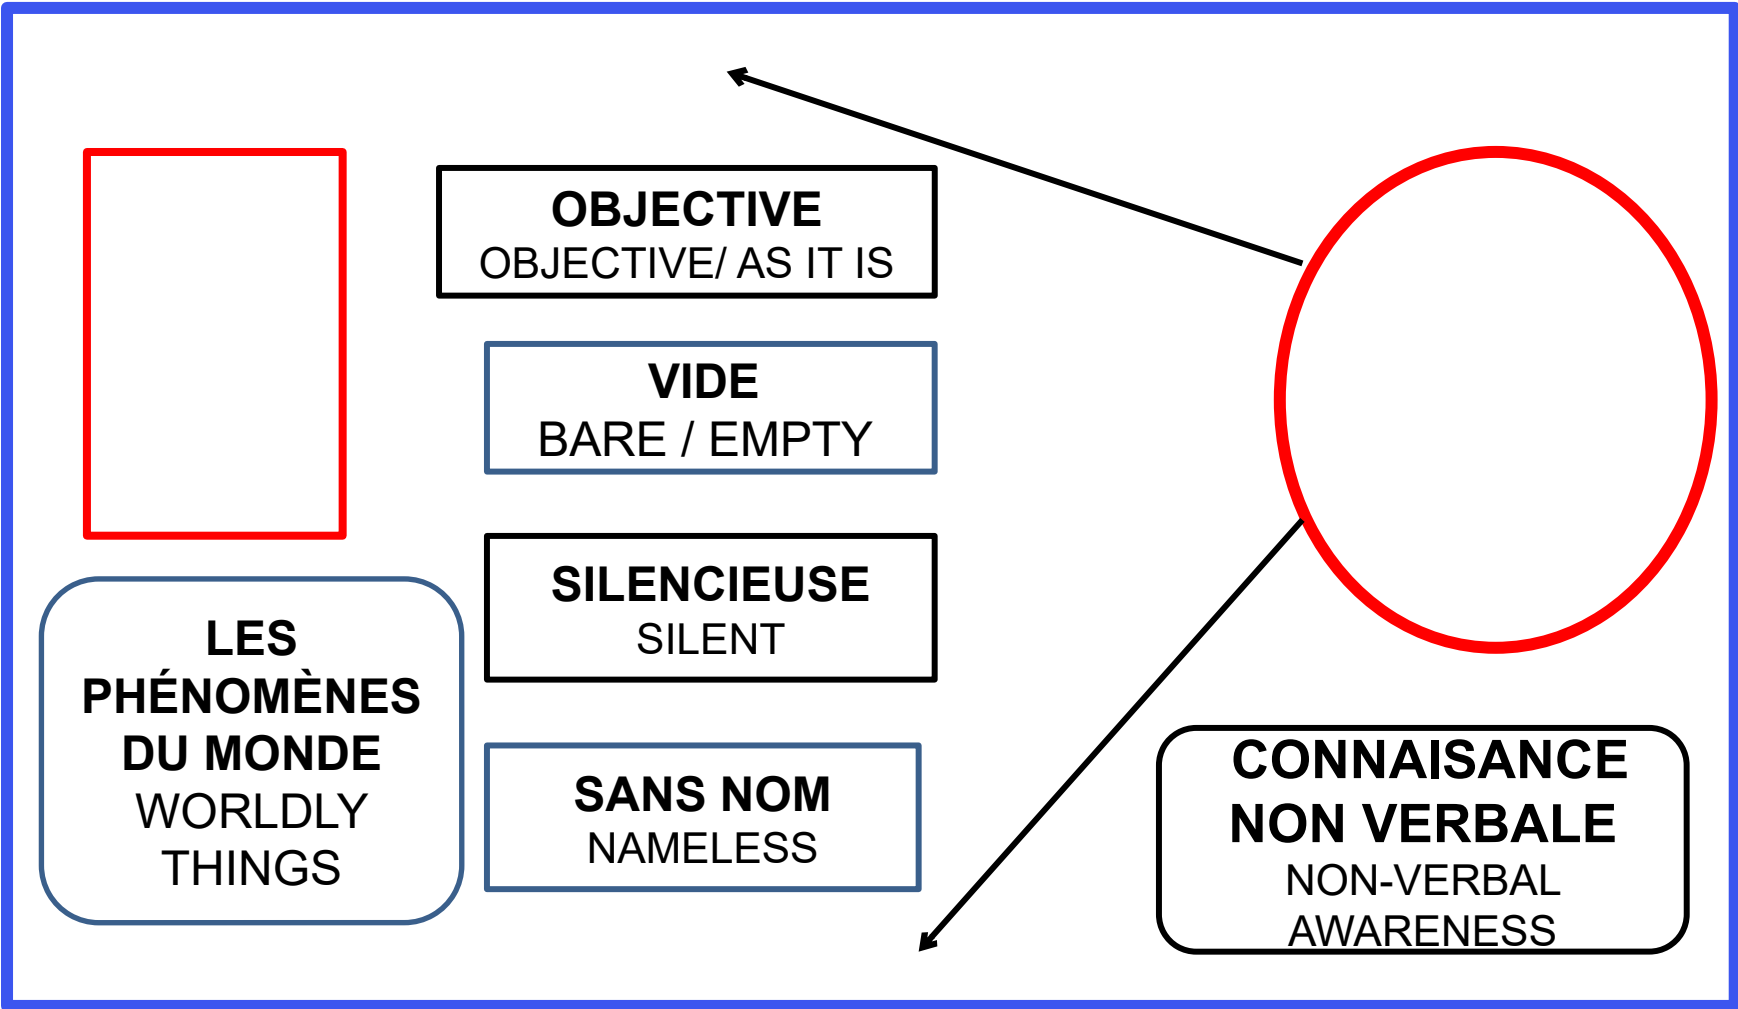 OBJECTIVE
OBJECTIVE/ AS IT IS
VIDE
BARE / EMPTY
SILENCIEUSE
SILENT
SANS NOM
NAMELESS
LES
PHÉNOMÈNES
DU MONDE
WORLDLY
THINGS
CONNAISANCE
NON VERBALE
NON-VERBAL
AWARENESS